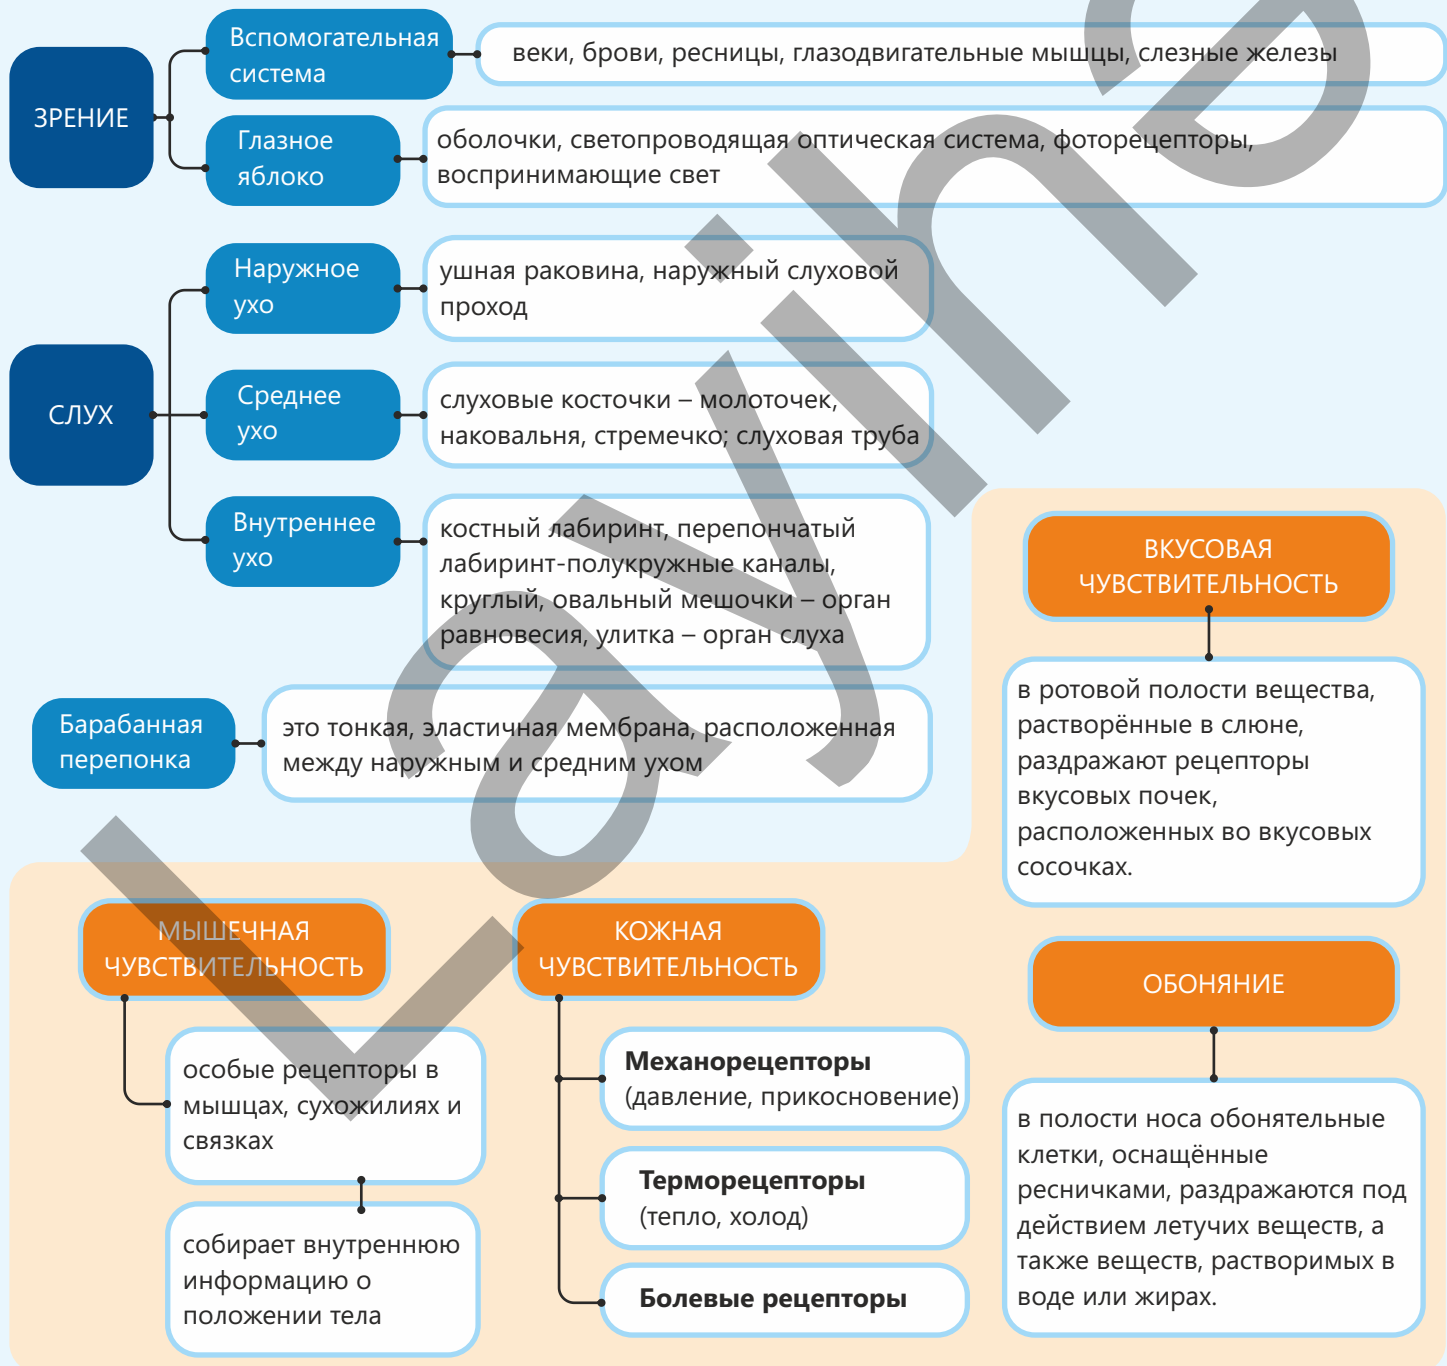 ЗРЕНИЕ
Вспомогательная
система
веки, брови, ресницы, глазодвигательные мышцы, слезные железы
Глазное
яблоко
оболочки, светопроводящая оптическая система, фоторецепторы,
воспринимающие свет
СЛУХ
Наружное
ухо
ушная раковина, наружный слуховой
проход
Среднее
ухо
слуховые косточки – молоточек,
наковальня, стремечко; слуховая труба
Внутреннее
ухо
костный лабиринт, перепончатый
лабиринт-полукружные каналы,
круглый, овальный мешочки – орган
равновесия, улитка – орган слуха
Барабанная
перепонка
это тонкая, эластичная мембрана, расположенная
между наружным и средним ухом
ВКУСОВАЯ
ЧУВСТВИТЕЛЬНОСТЬ
в ротовой полости вещества,
растворённые в слюне,
раздражают рецепторы
вкусовых почек,
расположенных во вкусовых
сосочках.
МЫШЕЧНАЯ
ЧУВСТВИТЕЛЬНОСТЬ
особые рецепторы в
мышцах, сухожилиях и
связках
собирает внутреннюю
информацию о
положении тела
КОЖНАЯ
ЧУВСТВИТЕЛЬНОСТЬ
Механорецепторы
(давление, прикосновение)
Терморецепторы
(тепло, холод)
Болевые рецепторы
ОБОНЯНИЕ
в полости носа обонятельные
клетки, оснащённые
ресничками, раздражаются под
действием летучих веществ, а
также веществ, растворимых в
воде или жирах.
Layihe